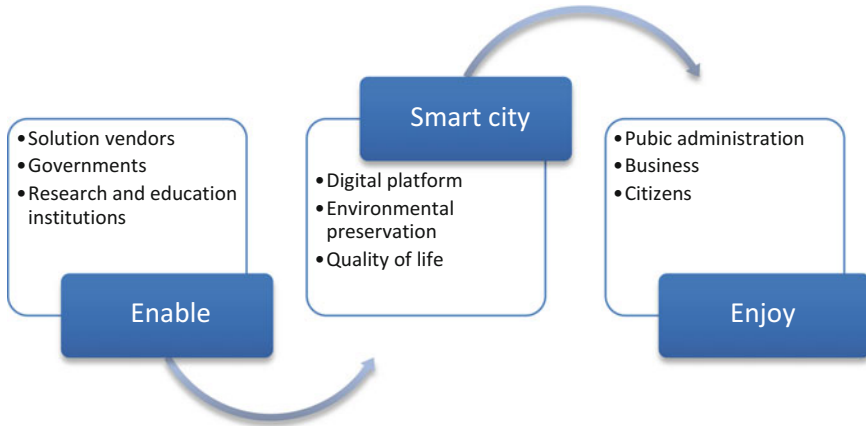 •Solution vendors
•Governments
•Research and education
institutions
Enable
Smart city
•Digital platform
•Environmental
preservation
•Quality of life
•Pubic administration
•Business
•Citizens
Enjoy